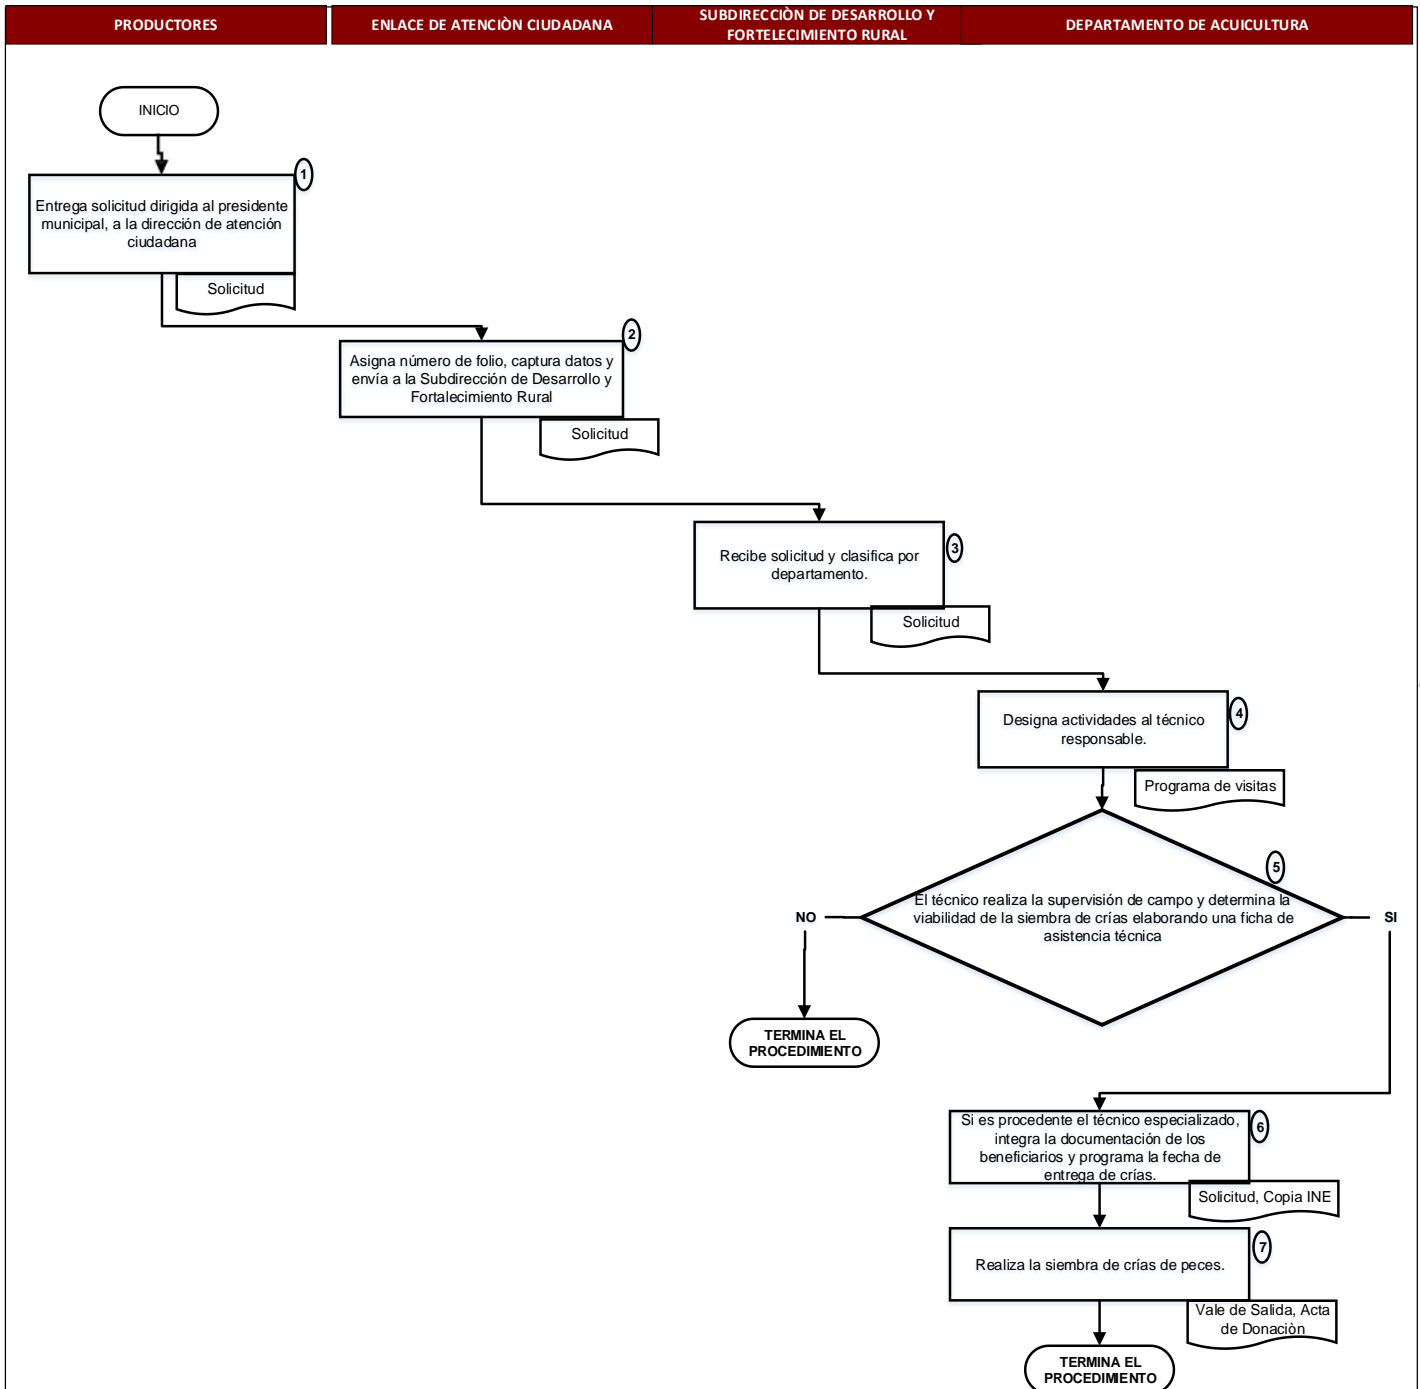 PRODUCTORES
ENLACE DE ATENCIÒN CIUDADANA
SUBDIRECCIÒN DE DESARROLLO Y
FORTELECIMIENTO RURAL
DEPARTAMENTO DE ACUICULTURA
INICIO
1
Entrega solicitud dirigida al presidente
municipal, a la dirección de atención
ciudadana
Solicitud
2
Asigna número de folio, captura datos y
envía a la Subdirección de Desarrollo y
Fortalecimiento Rural
Solicitud
3
Recibe solicitud y clasifica por
departamento.
Solicitud
4
Designa actividades al técnico
responsable.
Programa de visitas
5
El técnico realiza la supervisión de campo y determina la
viabilidad de la siembra de crías elaborando una ficha de
asistencia técnica
NO
SI
TERMINA EL
PROCEDIMIENTO
6
Si es procedente el técnico especializado,
integra la documentación de los
beneficiarios y programa la fecha de
entrega de crías.
Solicitud, Copia INE
7
Realiza la siembra de crías de peces.
Vale de Salida, Acta
de Donaciòn
TERMINA EL
PROCEDIMIENTO